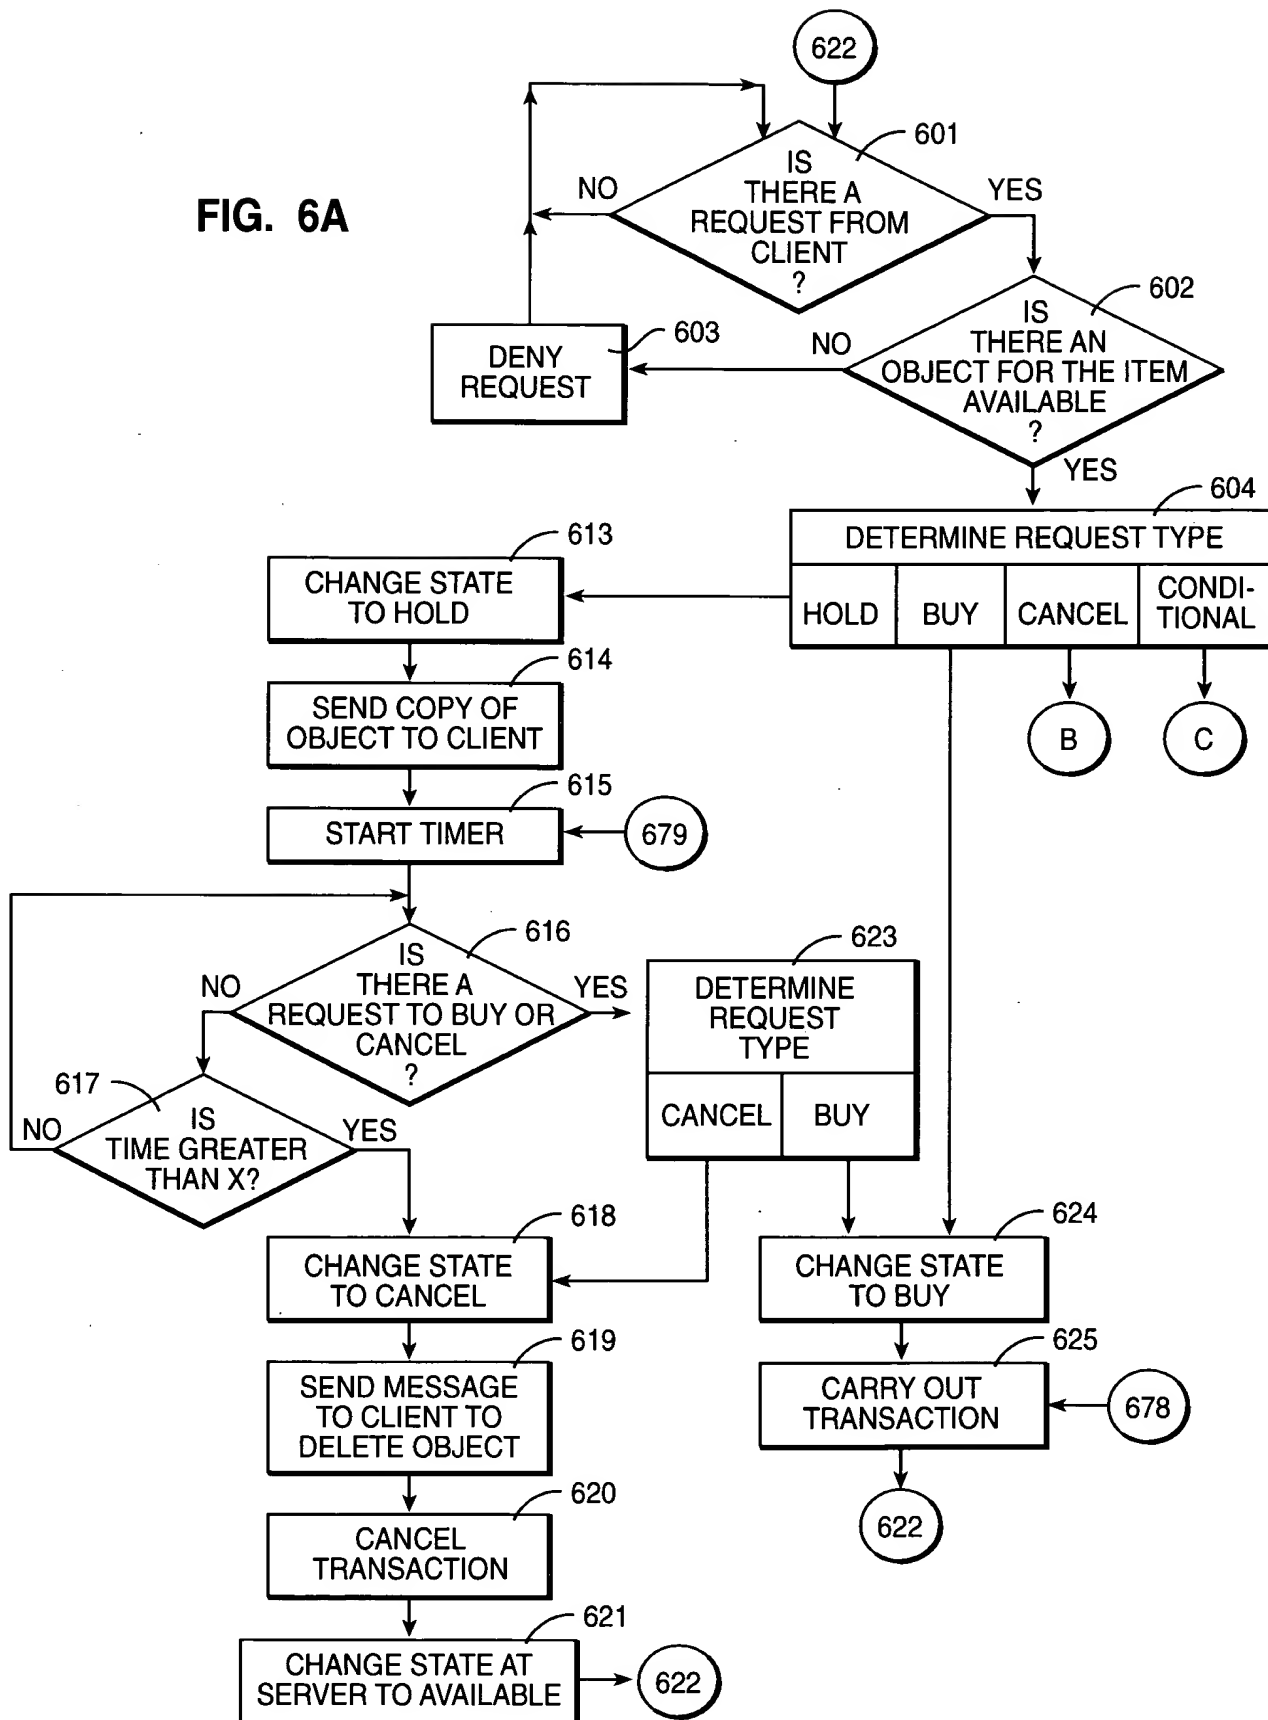 622
601
IS
THERE A
REQUEST FROM
CLIENT
?
NO
YES
FIG. 6A
602
IS
THERE AN
OBJECT FOR THE ITEM
AVAILABLE
?
NO
YES
603
DENY
REQUEST
604
DETERMINE REQUEST TYPE
HOLD
BUY
CANCEL
CONDI-
TIONAL
B
C
613
CHANGE STATE
TO HOLD
614
SEND COPY OF
OBJECT TO CLIENT
615
START TIMER
679
616
IS
THERE A
REQUEST TO BUY OR
CANCEL
?
NO
YES
623
DETERMINE
REQUEST
TYPE
CANCEL
BUY
617
IS
TIME GREATER
THAN X?
NO
YES
618
CHANGE STATE
TO CANCEL
624
CHANGE STATE
TO BUY
619
SEND MESSAGE
TO CLIENT TO
DELETE OBJECT
625
CARRY OUT
TRANSACTION
678
622
620
CANCEL
TRANSACTION
621
CHANGE STATE AT
SERVER TO AVAILABLE
622